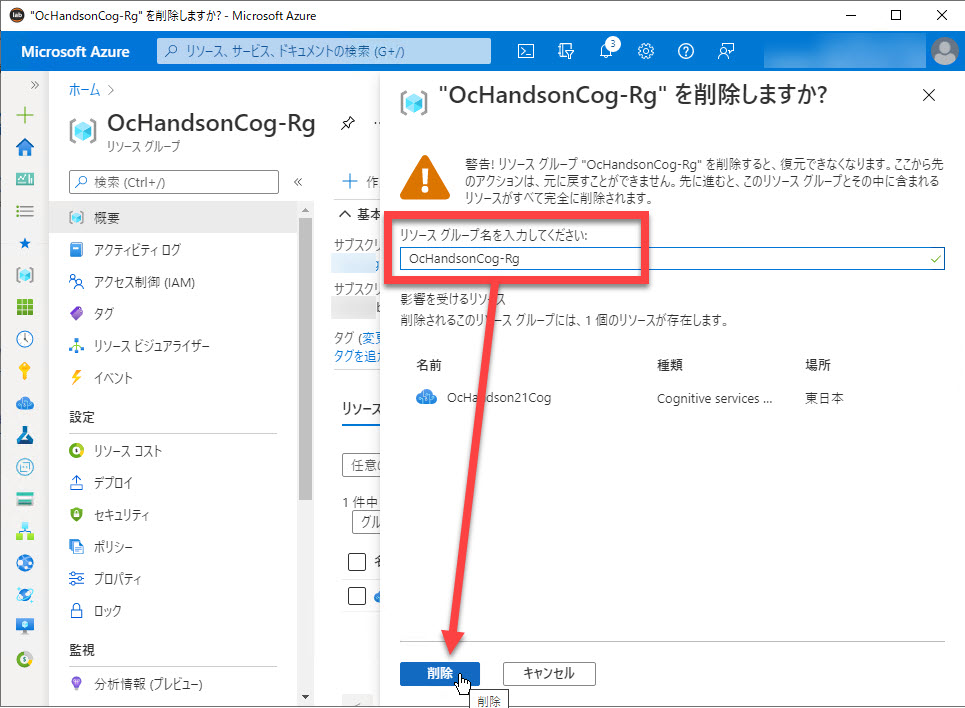 "OcHandsonCog-Rg" を削除しますか? - Microsoft Azure
Microsoft Azure
リソース、サービス、ドキュメントの検索 (G+/)
3
ホーム
OcHandsonCog-Rg
リソース グループ
検索 (Ctrl+/)
概要
アクティビティ ログ
アクセス制御 (IAM)
タグ
リソース ビジュアライザー
イベント
設定
リソース コスト
デプロイ
セキュリティ
ポリシー
プロパティ
ロック
監視
分析情報 (プレビュー)
作
基本
サブスクリ
サブスクリ
タグ (変更
タグを追加
リソース
任意の
1 件中
グル
"OcHandsonCog-Rg" を削除しますか?
警告! リソース グループ "OcHandsonCog-Rg" を削除すると、復元できなくなります。ここから先
のアクションは、元に戻すことができません。先に進むと、このリソース グループとその中に含まれる
リソースがすべて完全に削除されます。
リソース グループ名を入力してください:
OcHandsonCog-Rg
影響を受けるリソース
削除されるこのリソース グループには、1 個のリソースが存在します。
名前 種類 場所
OcHandson21Cog Cognitive services ... 東日本
削除 キャンセル
削除